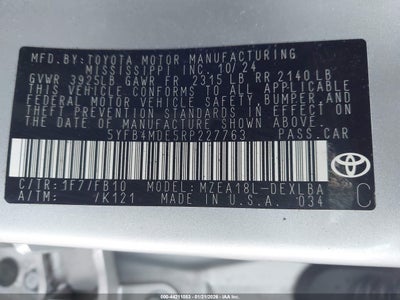 MFD.BY:TOYOTA MOTOR MANUFACTURING
MISSISSIPPI INC. 10/24
GVWR 3925LB GAWR FR 2315 LB RR 2140 LB
THIS VEHICLE CONFORMS TO ALL APPLICABLE
FEDERAL MOTOR VEHICLE SAFETY, BUMPER, AND
THEFT PREVENTION STANDARDS IN EFFECT ON
THE DATE OF MANUFACTURE SHOWN ABOVE.
5YFB4MDE5RP227763 PASS.CAR
C/TR:1F7/FB10 MODEL:MZEA18L-DEXLBA
A/TM: /K121 MADE IN U.S.A. 034
TOYOTA
C
000-44211083 - 01/21/2026 - IAAI.COM